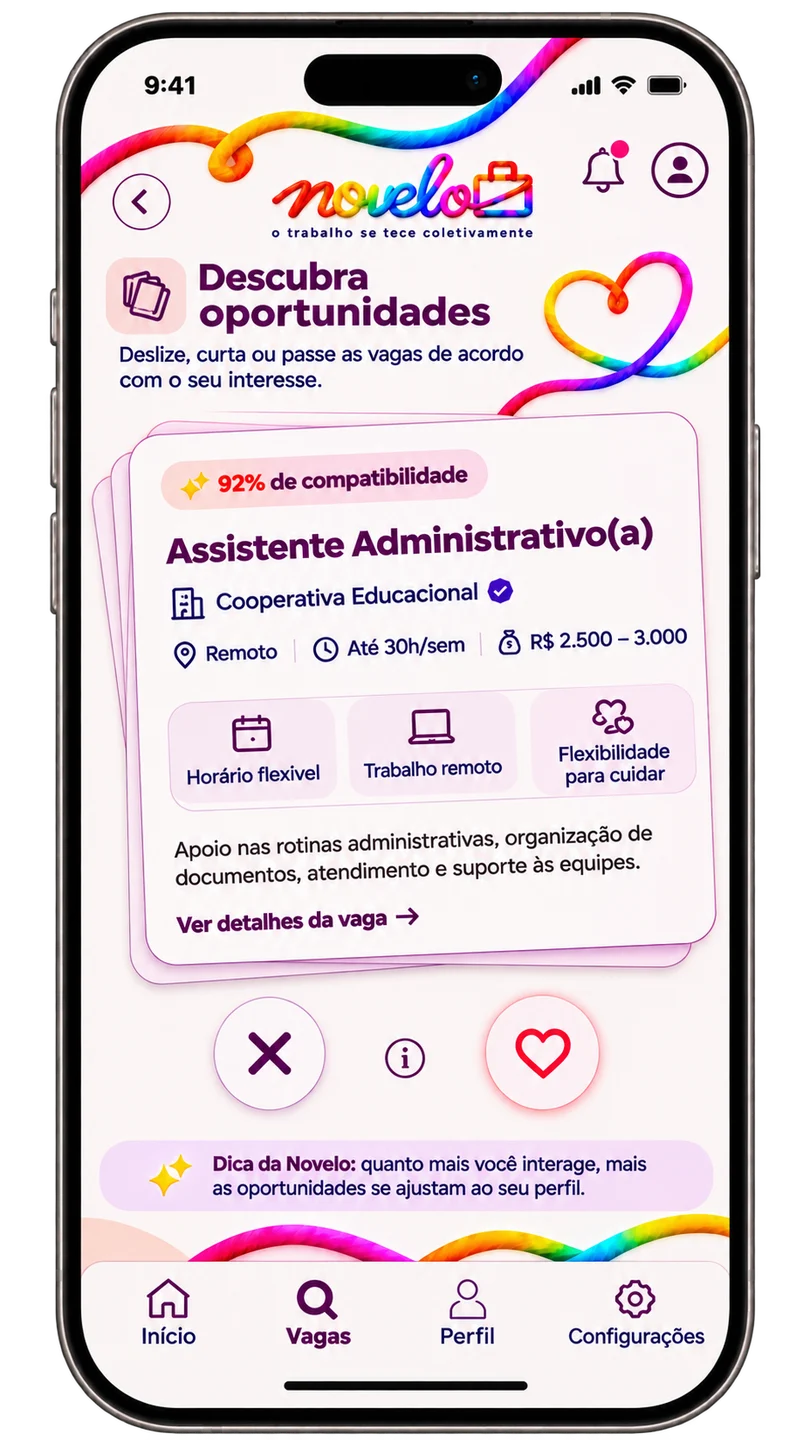 9:41
novelo
o trabalho se tece coletivamente
Descubra
oportunidades
Deslize, curta ou passe as vagas de acordo
com o seu interesse.
92% de compatibilidade
Assistente Administrativo(a)
Cooperativa Educacional
Remoto
Até 30h/sem
R$ 2.500 – 3.000
Horário flexivel
Trabalho remoto
Flexibilidade
para cuidar
Apoio nas rotinas administrativas, organização de
documentos, atendimento e suporte às equipes.
Ver detalhes da vaga →
Dica da Novelo: quanto mais você interage, mais
as oportunidades se ajustam ao seu perfil.
Início
Vagas
Perfil
Configurações